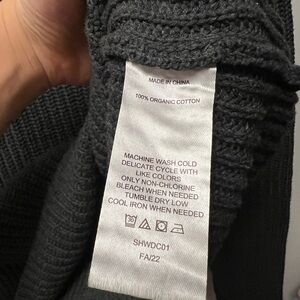 MADE IN CHINA
100% ORGANIC COTTON
MACHINE WASH COLD
DELICATE CYCLE WITH
LIKE COLORS
ONLY NON-CHLORINE
BLEACH WHEN NEEDED
TUMBLE DRY LOW
COOL IRON WHEN NEEDED
SHWDC01
FA/22